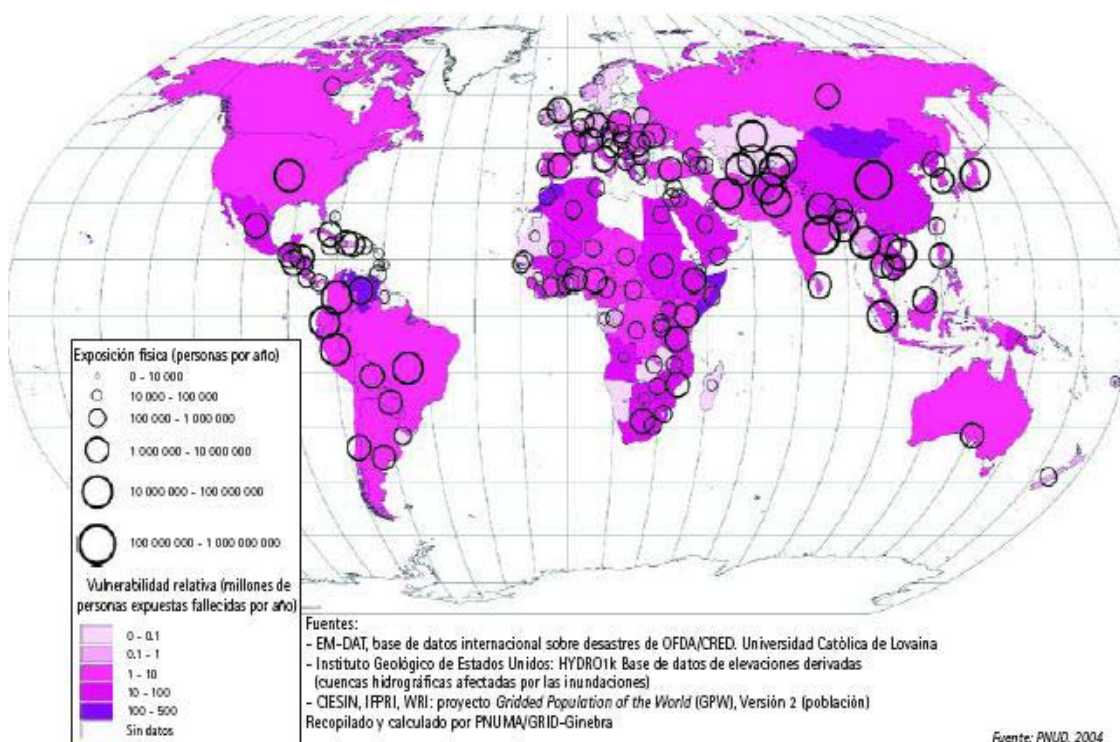 Exposición física (personas por año)
0 – 10 000
10 000 – 100 000
100 000 – 1 000 000
1 000 000 – 10 000 000
10 000 000 – 100 000 000
100 000 000 – 1 000 000 000
Vulnerabilidad relativa (millones de
personas expuestas fallecidas por año)
0 – 0.1
0.1 – 1
1 – 10
10 – 100
100 – 500
Sin datos
Fuentes:
– EM-DAT, base de datos internacional sobre desastres de OFDA/CRED. Universidad Católica de Lovaina
– Instituto Geológico de Estados Unidos: HYDRO1k Base de datos de elevaciones derivadas
(cuencas hidrográficas afectadas por las inundaciones)
– CIESIN, IFPRI, WRI: proyecto Gridded Population of the World (GPW), Versión 2 (población)
Recopilado y calculado por PNUMA/GRID-Ginebra
Fuente: PNUD, 2004